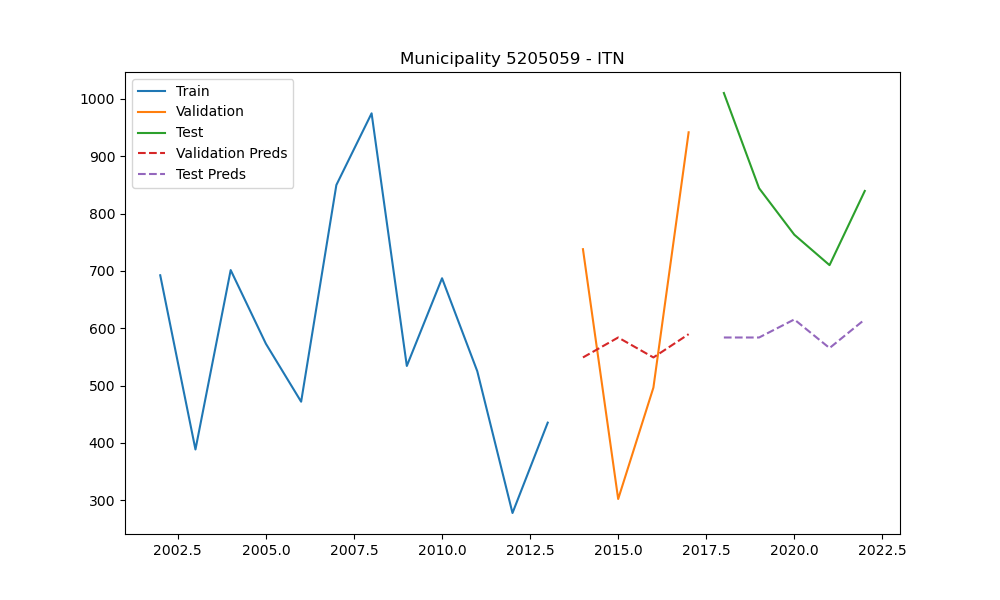 Municipality 5205059 - ITN
Train
Validation
Test
Validation Preds
Test Preds
1000
900
800
700
600
500
400
300
2002.5 2005.0 2007.5 2010.0 2012.5 2015.0 2017.5 2020.0 2022.5